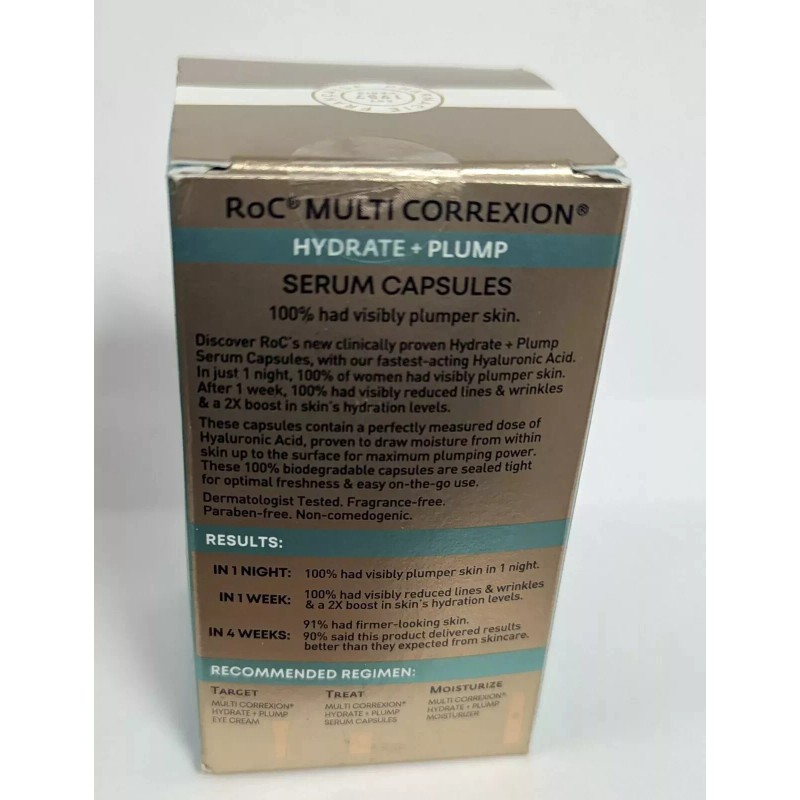 RoC® MULTI CORREXION®
HYDRATE + PLUMP
SERUM CAPSULES
100% had visibly plumper skin.
Discover RoC's new clinically proven Hydrate + Plump
Serum Capsules, with our fastest-acting Hyaluronic Acid.
In just 1 night, 100% of women had visibly plumper skin.
After 1 week, 100% had visibly reduced lines & wrinkles
& a 2X boost in skin's hydration levels.
These capsules contain a perfectly measured dose of
Hyaluronic Acid, proven to draw moisture from within
skin up to the surface for maximum plumping power.
These 100% biodegradable capsules are sealed tight
for optimal freshness & easy on-the-go use.
Dermatologist Tested. Fragrance-free.
Paraben-free. Non-comedogenic.
RESULTS:
IN 1 NIGHT: 100% had visibly plumper skin in 1 night.
IN 1 WEEK: 100% had visibly reduced lines & wrinkles
& a 2X boost in skin's hydration levels.
IN 4 WEEKS: 91% had firmer-looking skin.
90% said this product delivered results
better than they expected from skincare.
RECOMMENDED REGIMEN:
TARGET
MULTI CORREXION®
HYDRATE + PLUMP
EYE CREAM
TREAT
MULTI CORREXION®
HYDRATE + PLUMP
SERUM CAPSULES
MOISTURIZE
MULTI CORREXION®
HYDRATE + PLUMP
MOISTURIZER